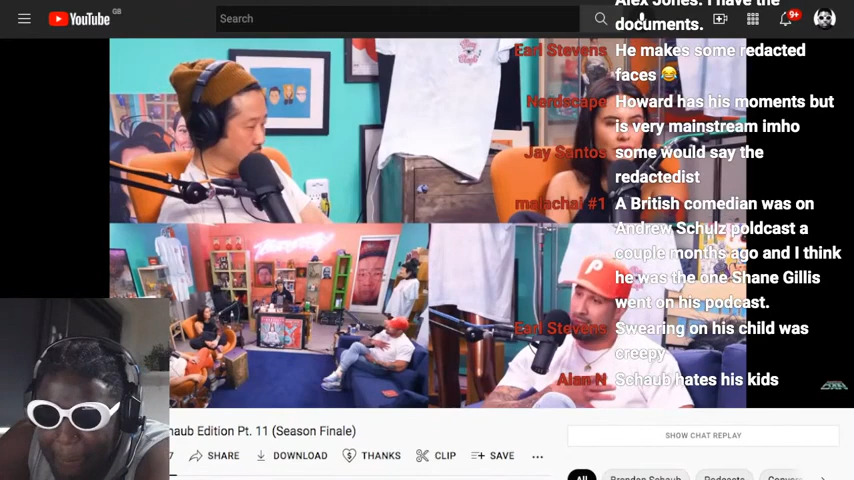 YouTube GB
Search
9+
Alex Jones: I have the
documents.
Earl Stevens He makes some redacted
faces 😂
Nerdscape Howard has his moments but
is very mainstream imho
Jay Santos some would say the
redactedist
malachai #1 A British comedian was on
Andrew Schulz poldcast a
couple months ago and I think
he was the one Shane Gillis
went on his podcast.
Earl Stevens Swearing on his child was
creepy
Alan N Schaub hates his kids
haub Edition Pt. 11 (Season Finale)
7 SHARE DOWNLOAD THANKS CLIP SAVE ...
SHOW CHAT REPLAY
All Brendan Schaub Podcasts